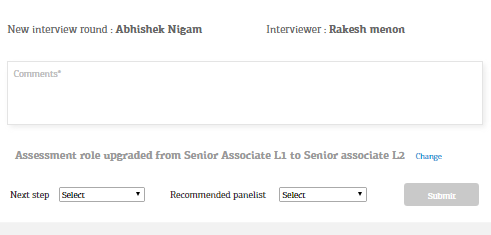 New interview round : Abhishek Nigam Interviewer : Rakesh menon
Comments*
Assessment role upgraded from Senior Associate L1 to Senior associate L2 Change
Next step Select Recommended panelist Select Submit